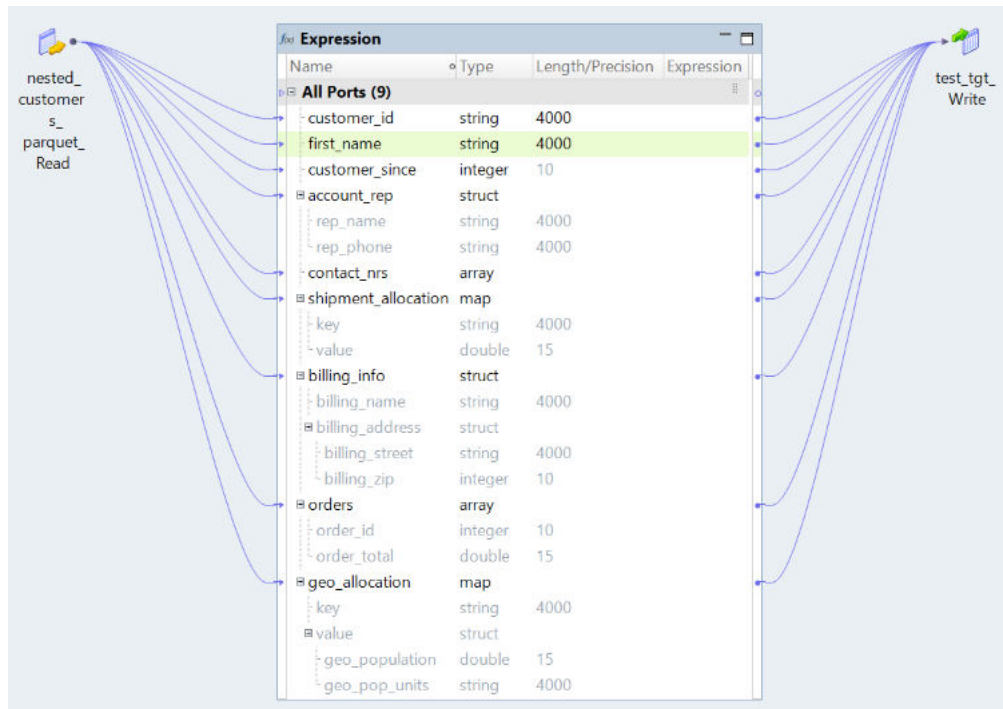 nested_
customer
s_
parquet_
Read
f(x) Expression
Name Type Length/Precision Expression
All Ports (9)
customer_id string 4000
first_name string 4000
customer_since integer 10
account_rep struct
rep_name string 4000
rep_phone string 4000
contact_nrs array
shipment_allocation map
key string 4000
value double 15
billing_info struct
billing_name string 4000
billing_address struct
billing_street string 4000
billing_zip integer 10
orders array
order_id integer 10
order_total double 15
geo_allocation map
key string 4000
value struct
geo_population double 15
geo_pop_units string 4000
test_tgt_
Write